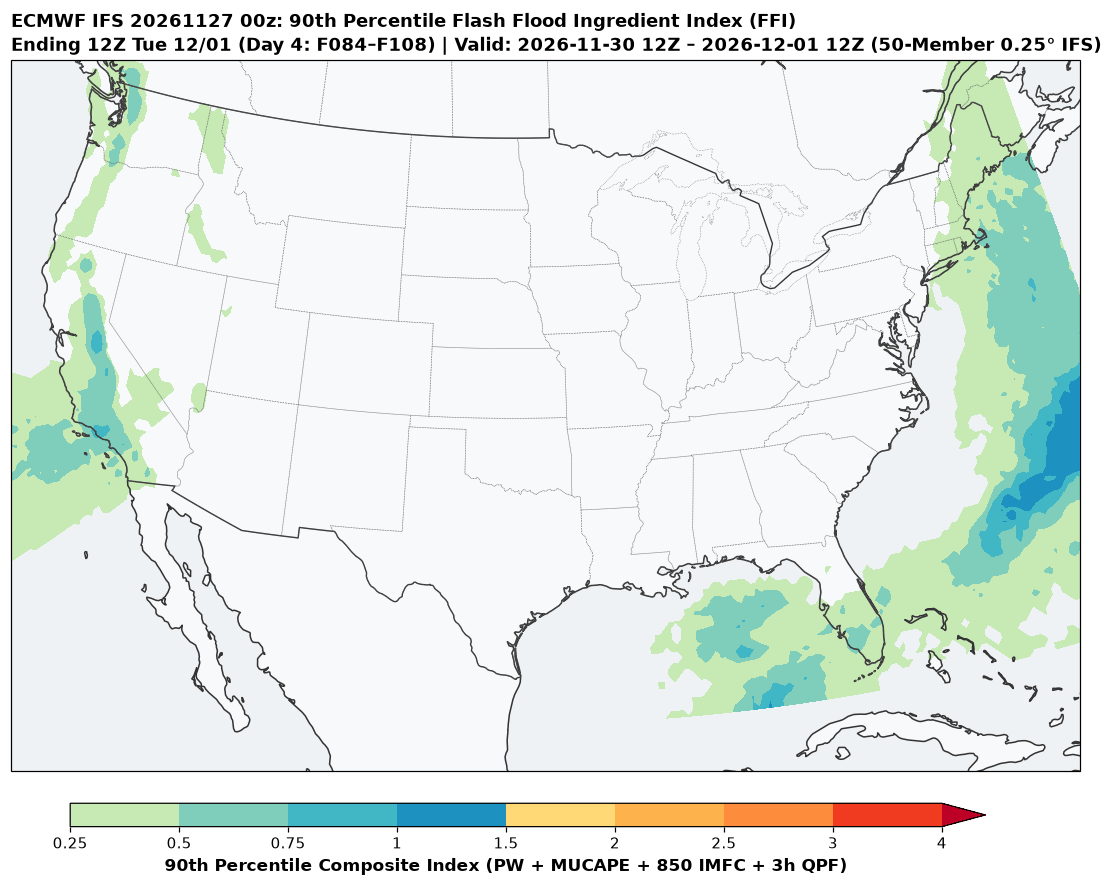 ECMWF IFS 20261127 00z: 90th Percentile Flash Flood Ingredient Index (FFI)
Ending 12Z Tue 12/01 (Day 4: F084–F108) | Valid: 2026-11-30 12Z – 2026-12-01 12Z (50-Member 0.25° IFS)
0.25 0.5 0.75 1 1.5 2 2.5 3 4
90th Percentile Composite Index (PW + MUCAPE + 850 IMFC + 3h QPF)